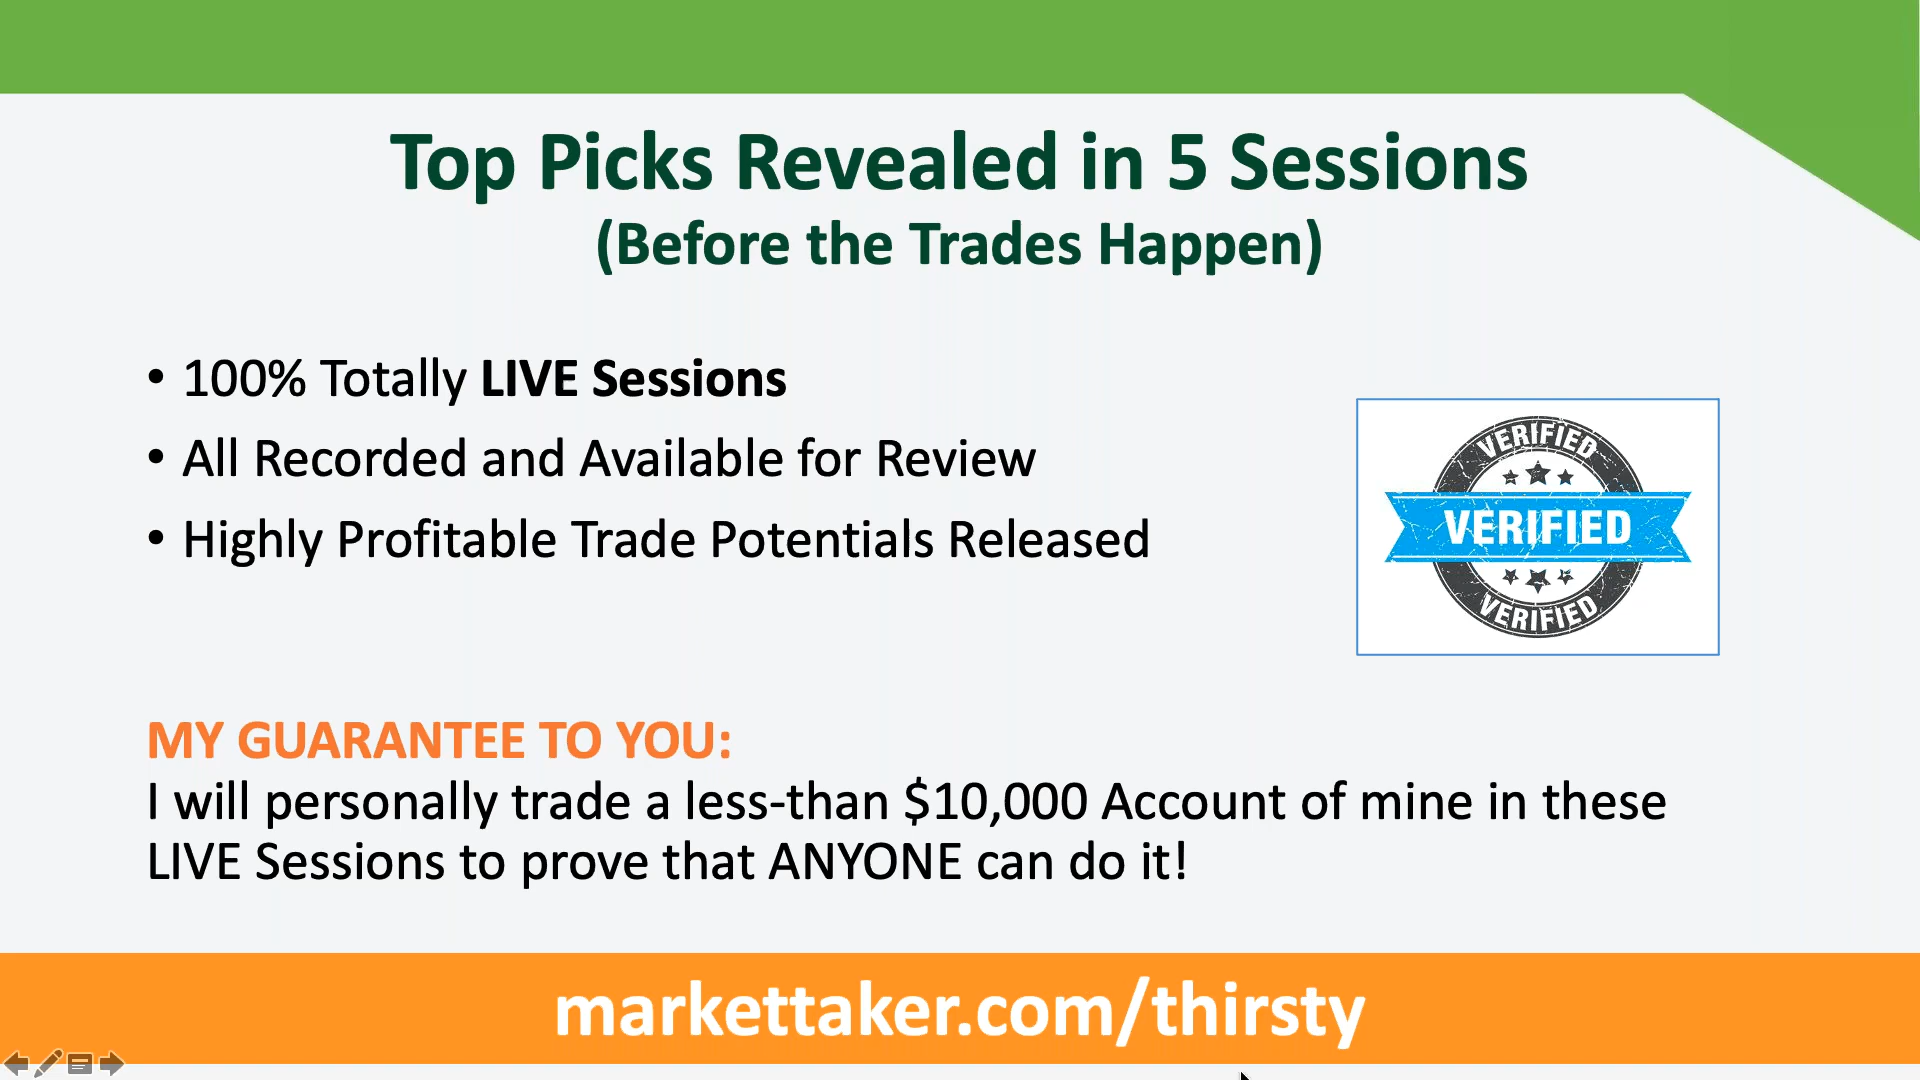 Top Picks Revealed in 5 Sessions
(Before the Trades Happen)
• 100% Totally LIVE Sessions
• All Recorded and Available for Review
• Highly Profitable Trade Potentials Released
VERIFIED
VERIFIED
VERIFIED
MY GUARANTEE TO YOU:
I will personally trade a less-than $10,000 Account of mine in these
LIVE Sessions to prove that ANYONE can do it!
markettaker.com/thirsty